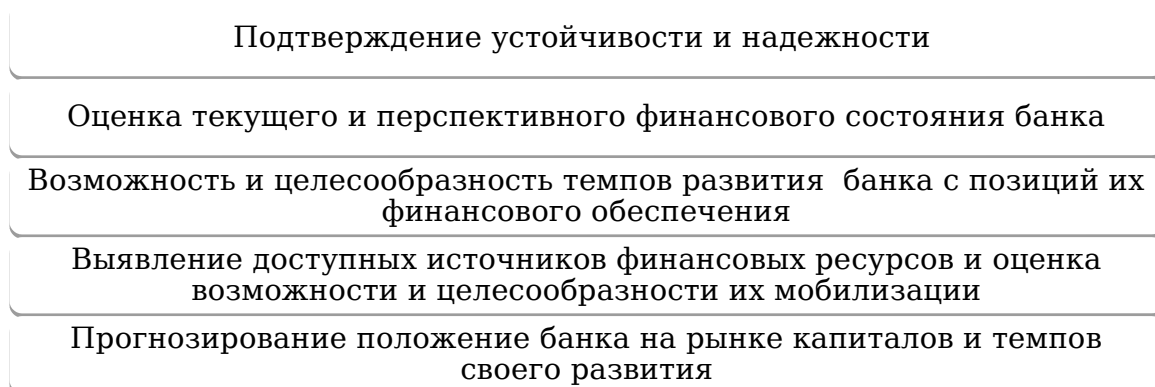 Подтверждение устойчивости и надежности
Оценка текущего и перспективного финансового состояния банка
Возможность и целесообразность темпов развития  банка с позиций их
финансового обеспечения
Выявление доступных источников финансовых ресурсов и оценка
возможности и целесообразности их мобилизации
Прогнозирование положение банка на рынке капиталов и темпов
своего развития